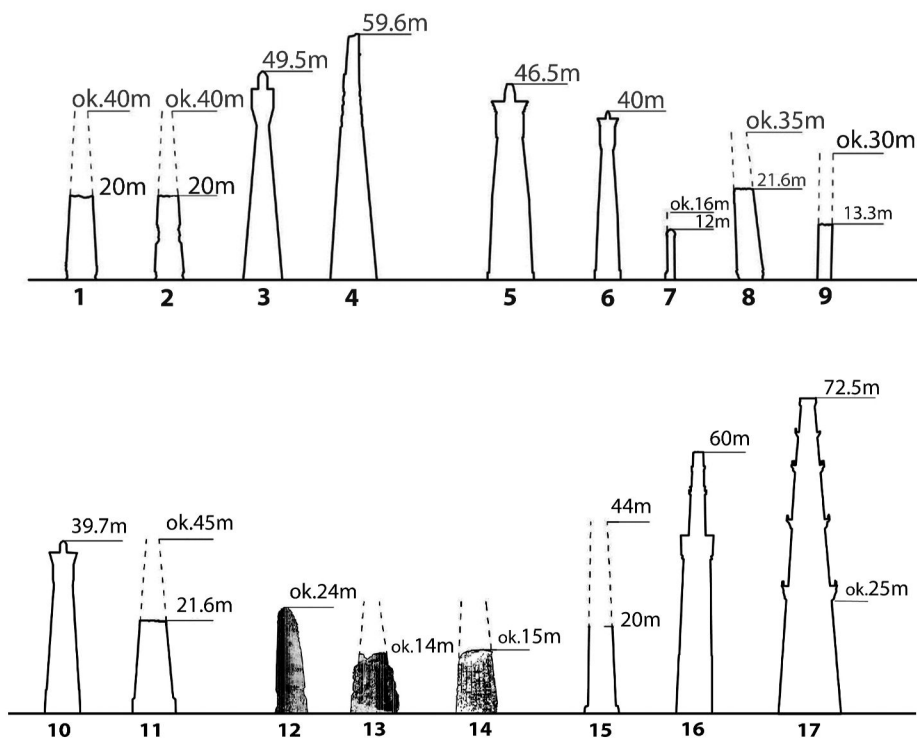 59.6m
49.5m
46.5m
ok.40m
ok.40m
40m
ok.35m
ok.30m
20m
20m
ok.16m
12m
21.6m
13.3m
1 2 3 4 5 6 7 8 9
72.5m
60m
39.7m
ok.45m
44m
ok.24m
21.6m
ok.14m
ok.15m
20m
ok.25m
10 11 12 13 14 15 16 17